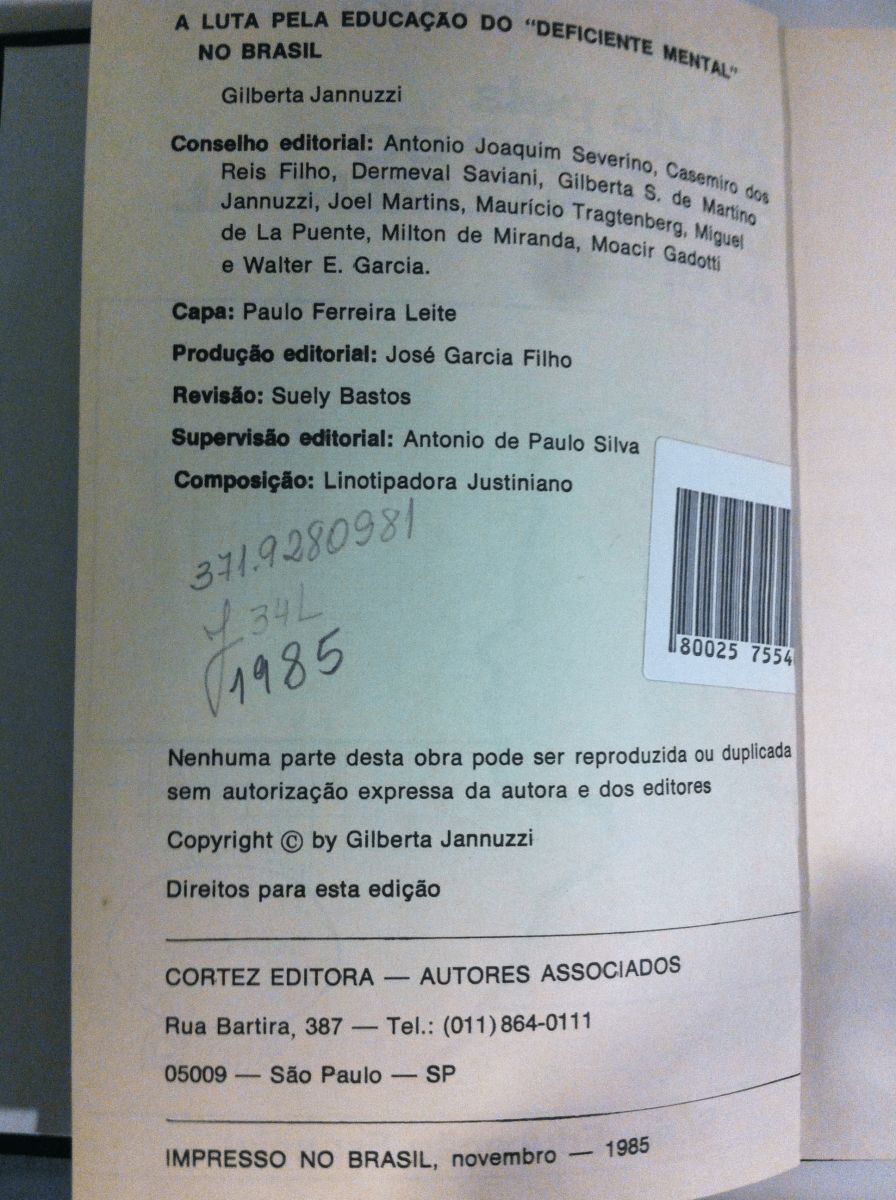 A LUTA PELA EDUCAÇÃO DO “DEFICIENTE MENTAL”
NO BRASIL
Gilberta Jannuzzi
Conselho editorial: Antonio Joaquim Severino, Casemiro dos
Reis Filho, Dermeval Saviani, Gilberta S. de Martino
Jannuzzi, Joel Martins, Maurício Tragtenberg, Miguel
de La Puente, Milton de Miranda, Moacir Gadotti
e Walter E. Garcia.
Capa: Paulo Ferreira Leite
Produção editorial: José Garcia Filho
Revisão: Suely Bastos
Supervisão editorial: Antonio de Paulo Silva
Composição: Linotipadora Justiniano
371.9280981
J 34L
1985
80025 7554
Nenhuma parte desta obra pode ser reproduzida ou duplicada
sem autorização expressa da autora e dos editores
Copyright © by Gilberta Jannuzzi
Direitos para esta edição
CORTEZ EDITORA — AUTORES ASSOCIADOS
Rua Bartira, 387 — Tel.: (011) 864-0111
05009 — São Paulo — SP
IMPRESSO NO BRASIL, novembro — 1985